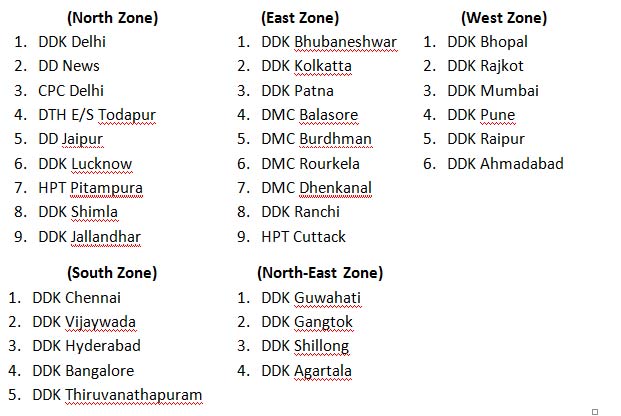 (North Zone)
1. DDK Delhi
2. DD News
3. CPC Delhi
4. DTH E/S Todapur
5. DD Jaipur
6. DDK Lucknow
7. HPT Pitampura
8. DDK Shimla
9. DDK Jallandhar
(East Zone)
1. DDK Bhubaneshwar
2. DDK Kolkatta
3. DDK Patna
4. DMC Balasore
5. DMC Burdhman
6. DMC Rourkela
7. DMC Dhenkanal
8. DDK Ranchi
9. HPT Cuttack
(West Zone)
1. DDK Bhopal
2. DDK Rajkot
3. DDK Mumbai
4. DDK Pune
5. DDK Raipur
6. DDK Ahmadabad
(South Zone)
1. DDK Chennai
2. DDK Vijaywada
3. DDK Hyderabad
4. DDK Bangalore
5. DDK Thiruvanathapuram
(North-East Zone)
1. DDK Guwahati
2. DDK Gangtok
3. DDK Shillong
4. DDK Agartala